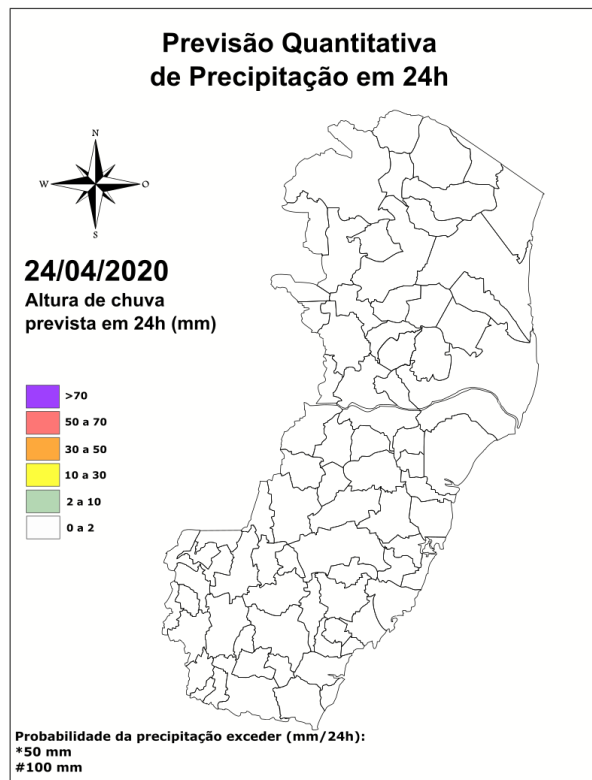 Previsão Quantitativa
de Precipitação em 24h
N
W
O
S
24/04/2020
Altura de chuva
prevista em 24h (mm)
>70
50 a 70
30 a 50
10 a 30
2 a 10
0 a 2
Probabilidade da precipitação exceder (mm/24h):
*50 mm
#100 mm